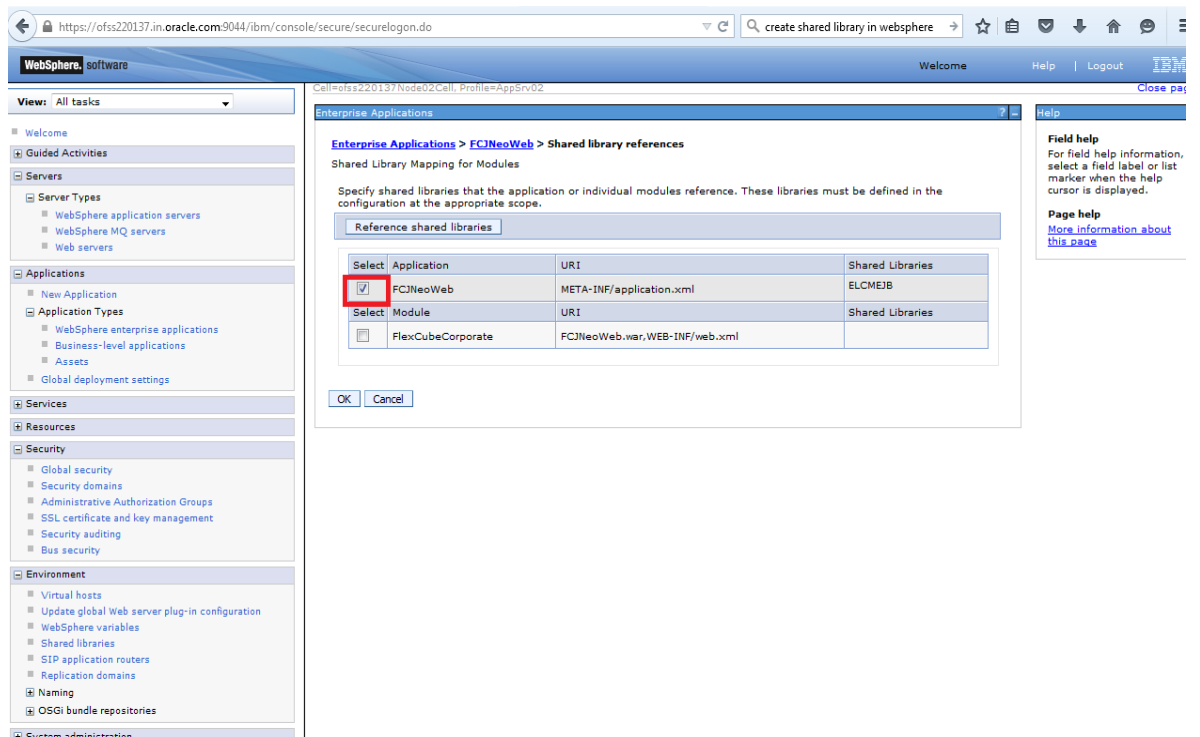 https://ofss220137.in.oracle.com:9044/ibm/console/secure/securelogon.do
create shared library in websphere
WebSphere. software
Welcome
Help | Logout
IBM
View: All tasks
Welcome
Guided Activities
Servers
Server Types
WebSphere application servers
WebSphere MQ servers
Web servers
Applications
New Application
Application Types
WebSphere enterprise applications
Business-level applications
Assets
Global deployment settings
Services
Resources
Security
Global security
Security domains
Administrative Authorization Groups
SSL certificate and key management
Security auditing
Bus security
Environment
Virtual hosts
Update global Web server plug-in configuration
WebSphere variables
Shared libraries
SIP application routers
Replication domains
Naming
OSGi bundle repositories
System administration
Cell=ofss220137Node02Cell, Profile=AppSrv02
Close pag
Enterprise Applications
? -
Enterprise Applications > FCJNeoWeb > Shared library references
Shared Library Mapping for Modules
Specify shared libraries that the application or individual modules reference. These libraries must be defined in the
configuration at the appropriate scope.
Reference shared libraries
Select Application URI Shared Libraries
FCJNeoWeb META-INF/application.xml ELCMEJB
Select Module URI Shared Libraries
FlexCubeCorporate FCJNeoWeb.war,WEB-INF/web.xml
OK Cancel
Help
Field help
For field help information,
select a field label or list
marker when the help
cursor is displayed.
Page help
More information about
this page